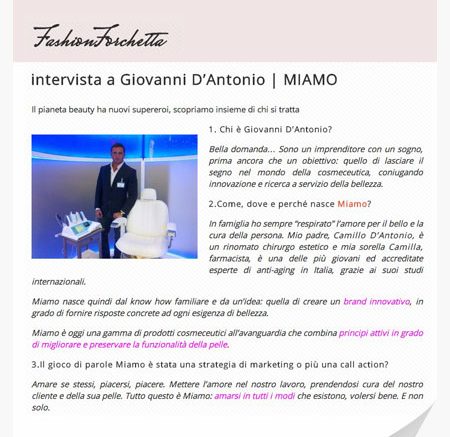 FashionForchetta
intervista a Giovanni D'Antonio | MIAMO
Il pianeta beauty ha nuovi supereroi, scopriamo insieme di chi si tratta
1. Chi è Giovanni D'Antonio?
Bella domanda... Sono un imprenditore con un sogno,
prima ancora che un obiettivo: quello di lasciare il
segno nel mondo della cosmeceutica, coniugando
innovazione e ricerca a servizio della bellezza.
2.Come, dove e perché nasce Miamo?
In famiglia ho sempre "respirato" l'amore per il bello e la
cura della persona. Mio padre, Camillo D'Antonio, è
un rinomato chirurgo estetico e mia sorella Camilla,
farmacista, è una delle più giovani ed accreditate
esperte di anti-aging in Italia, grazie ai suoi studi
internazionali.
Miamo nasce quindi dal know how familiare e da un'idea: quella di creare un brand innovativo, in
grado di fornire risposte concrete ad ogni esigenza di bellezza.
Miamo è oggi una gamma di prodotti cosmeceutici all'avanguardia che combina principi attivi in grado
di migliorare e preservare la funzionalità della pelle.
3.Il gioco di parole Miamo è stata una strategia di marketing o più una call action?
Amare se stessi, piacersi, piacere. Mettere l'amore nel nostro lavoro, prendendosi cura del nostro
cliente e della sua pelle. Tutto questo è Miamo: amarsi in tutti i modi che esistono, volersi bene. E non
solo.